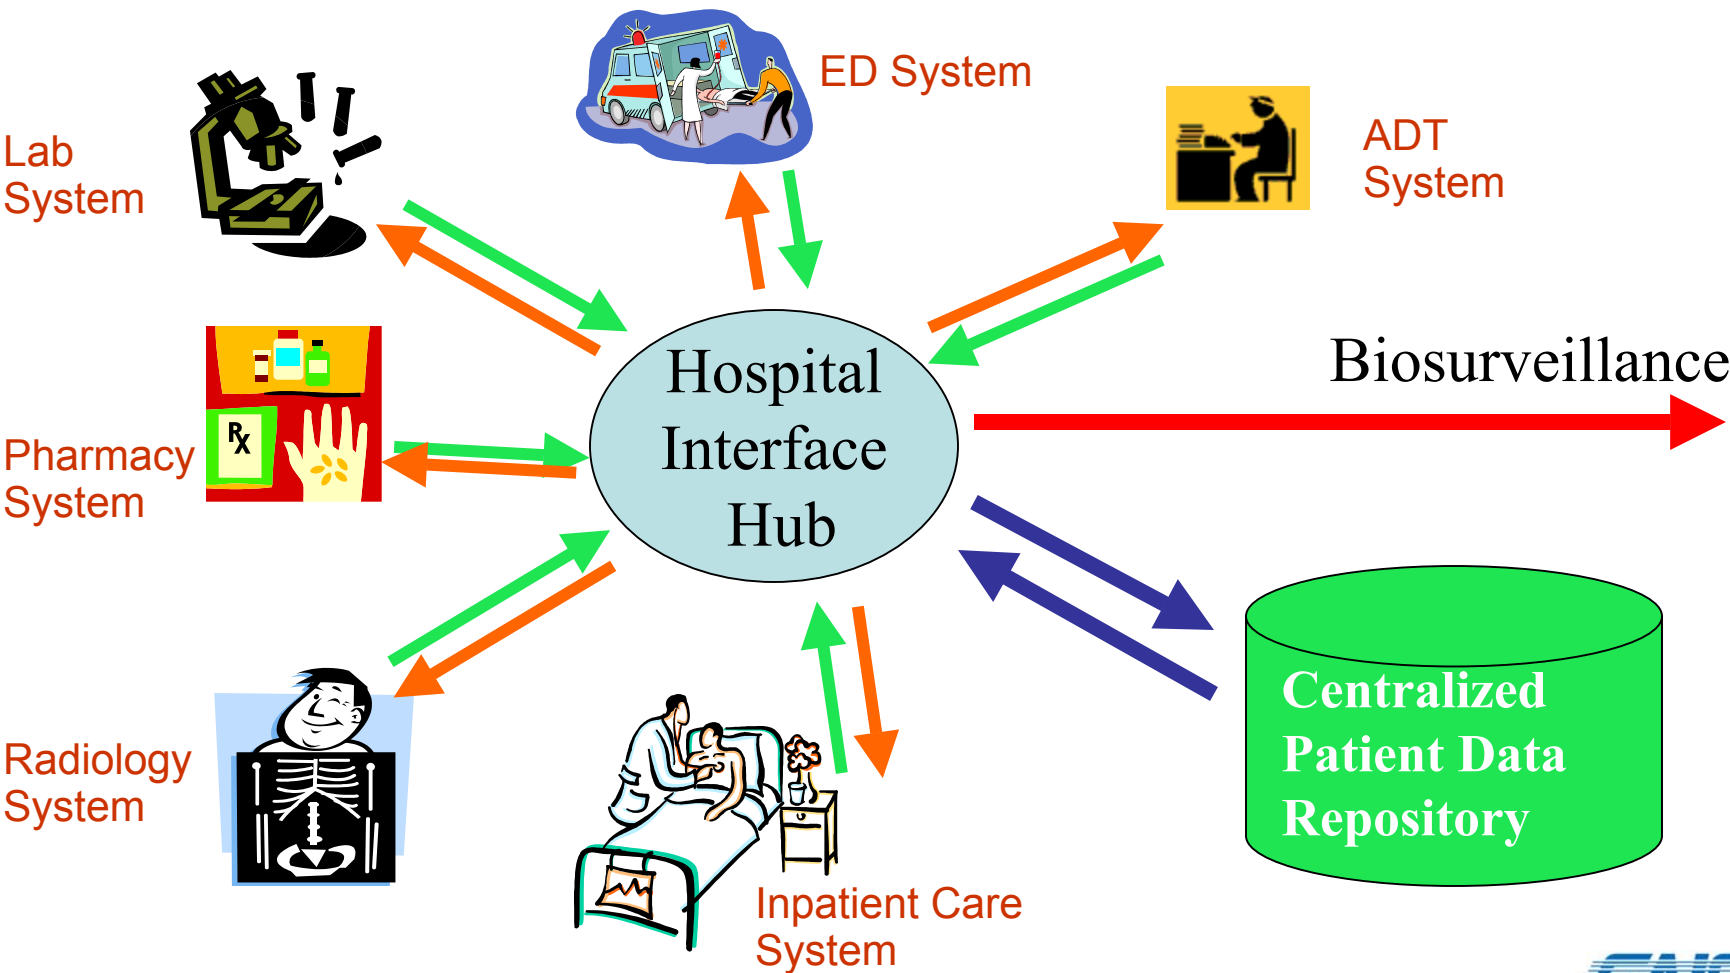 ED System
ADT
System
Lab
System
Biosurveillance
Hospital
Interface
Hub
Rx
Pharmacy
System
Centralized
Patient Data
Repository
Radiology
System
Inpatient Care
System